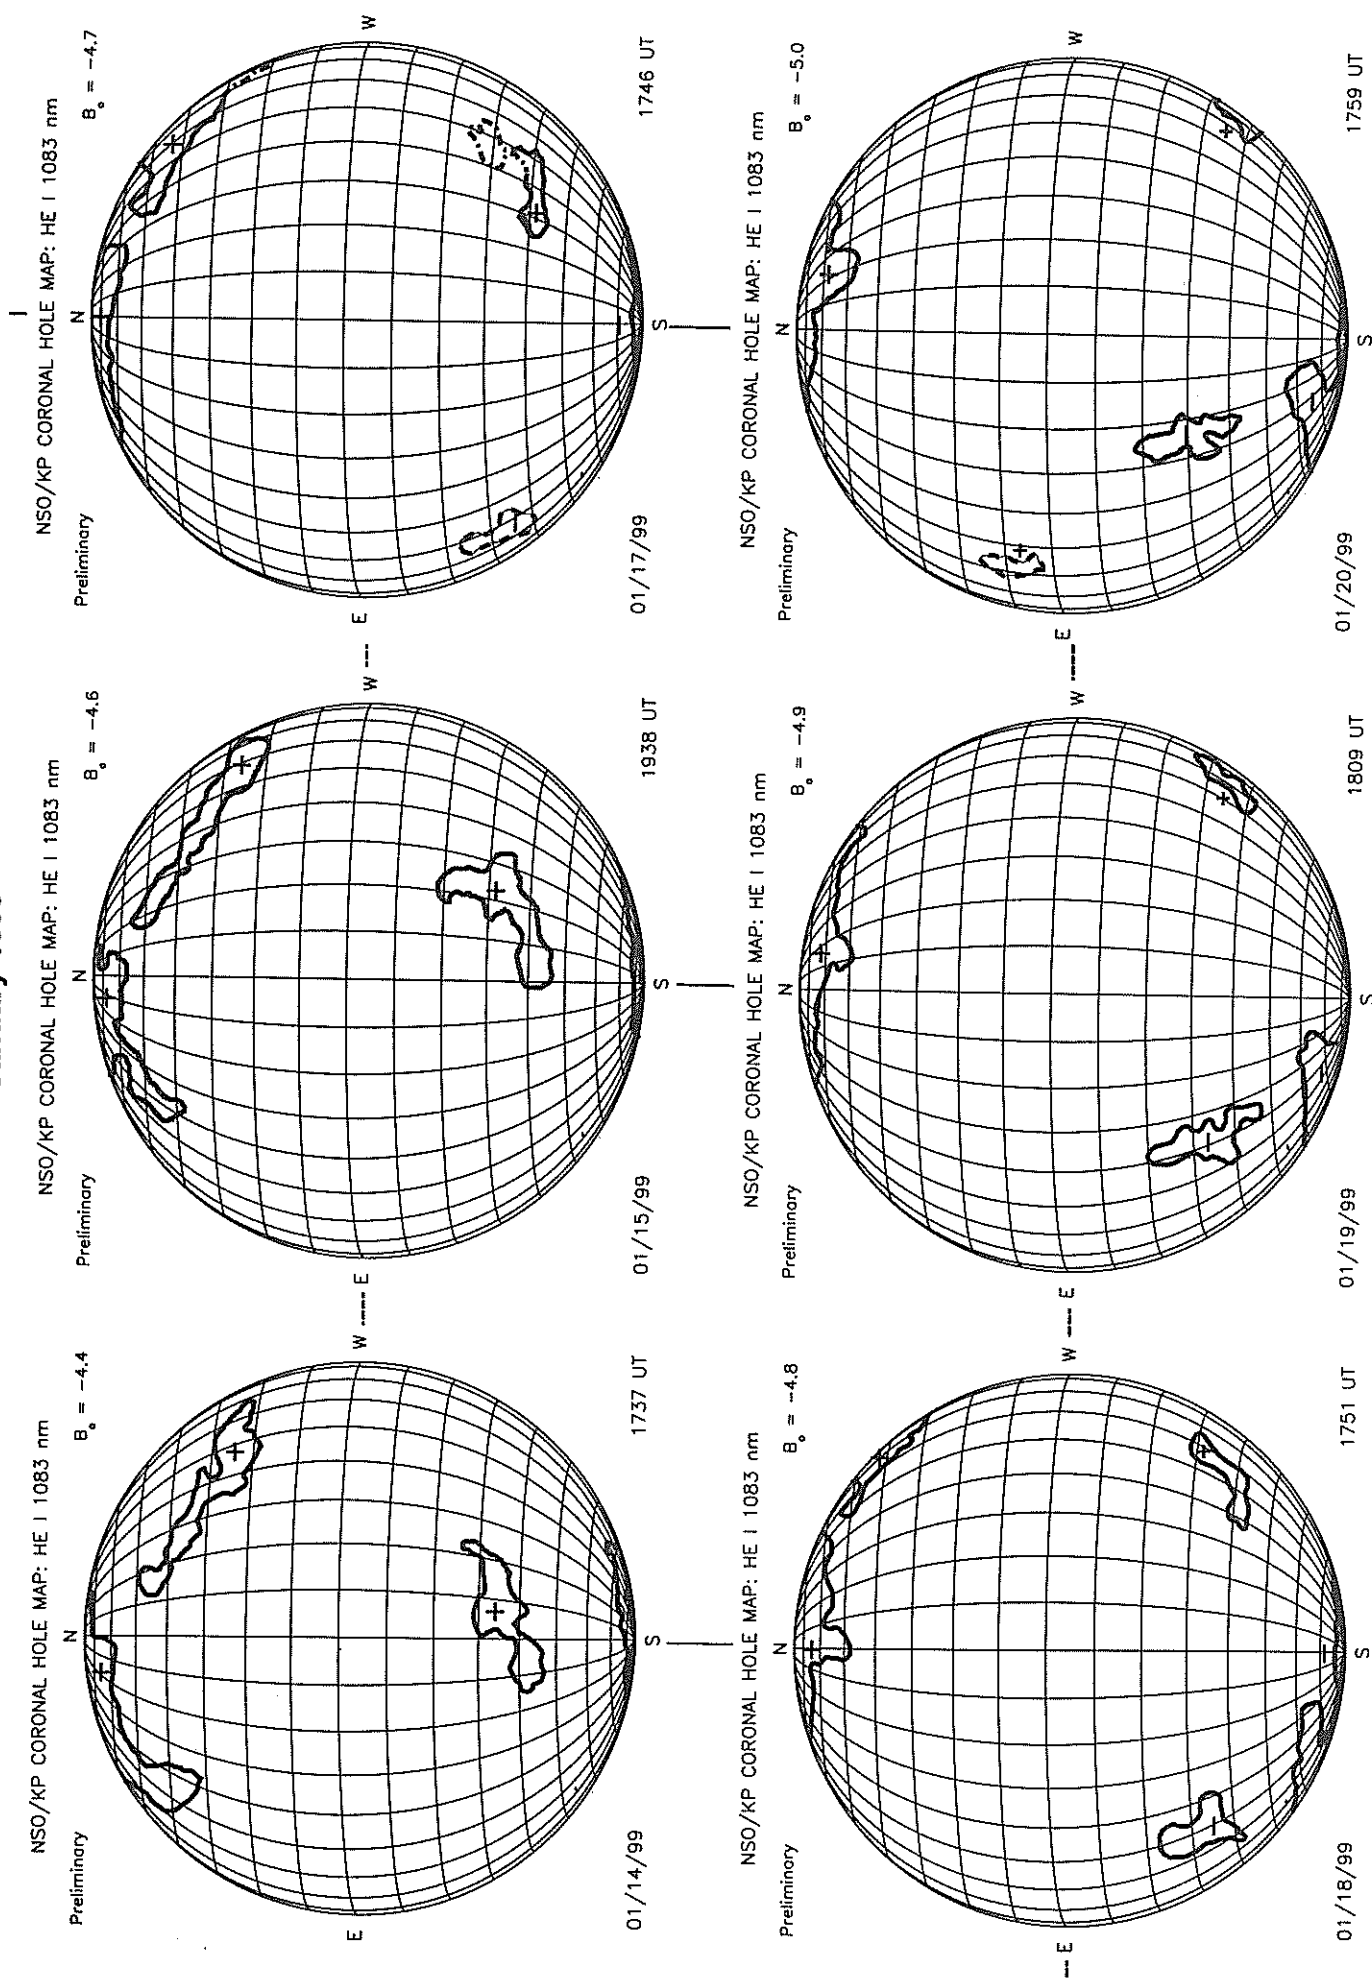 NSO/KP CORONAL HOLE MAP: HE I 1083 nm
Preliminary
B₀ = -4.4
N
E
W
S
01/14/99
1737 UT
NSO/KP CORONAL HOLE MAP: HE I 1083 nm
Preliminary
B₀ = -4.6
N
E
W
S
01/15/99
1938 UT
NSO/KP CORONAL HOLE MAP: HE I 1083 nm
Preliminary
B₀ = -4.7
N
E
W
S
01/17/99
1746 UT
NSO/KP CORONAL HOLE MAP: HE I 1083 nm
Preliminary
B₀ = -4.8
N
E
W
S
01/18/99
1751 UT
NSO/KP CORONAL HOLE MAP: HE I 1083 nm
Preliminary
B₀ = -4.9
N
E
W
S
01/19/99
1809 UT
NSO/KP CORONAL HOLE MAP: HE I 1083 nm
Preliminary
B₀ = -5.0
N
E
W
S
01/20/99
1759 UT